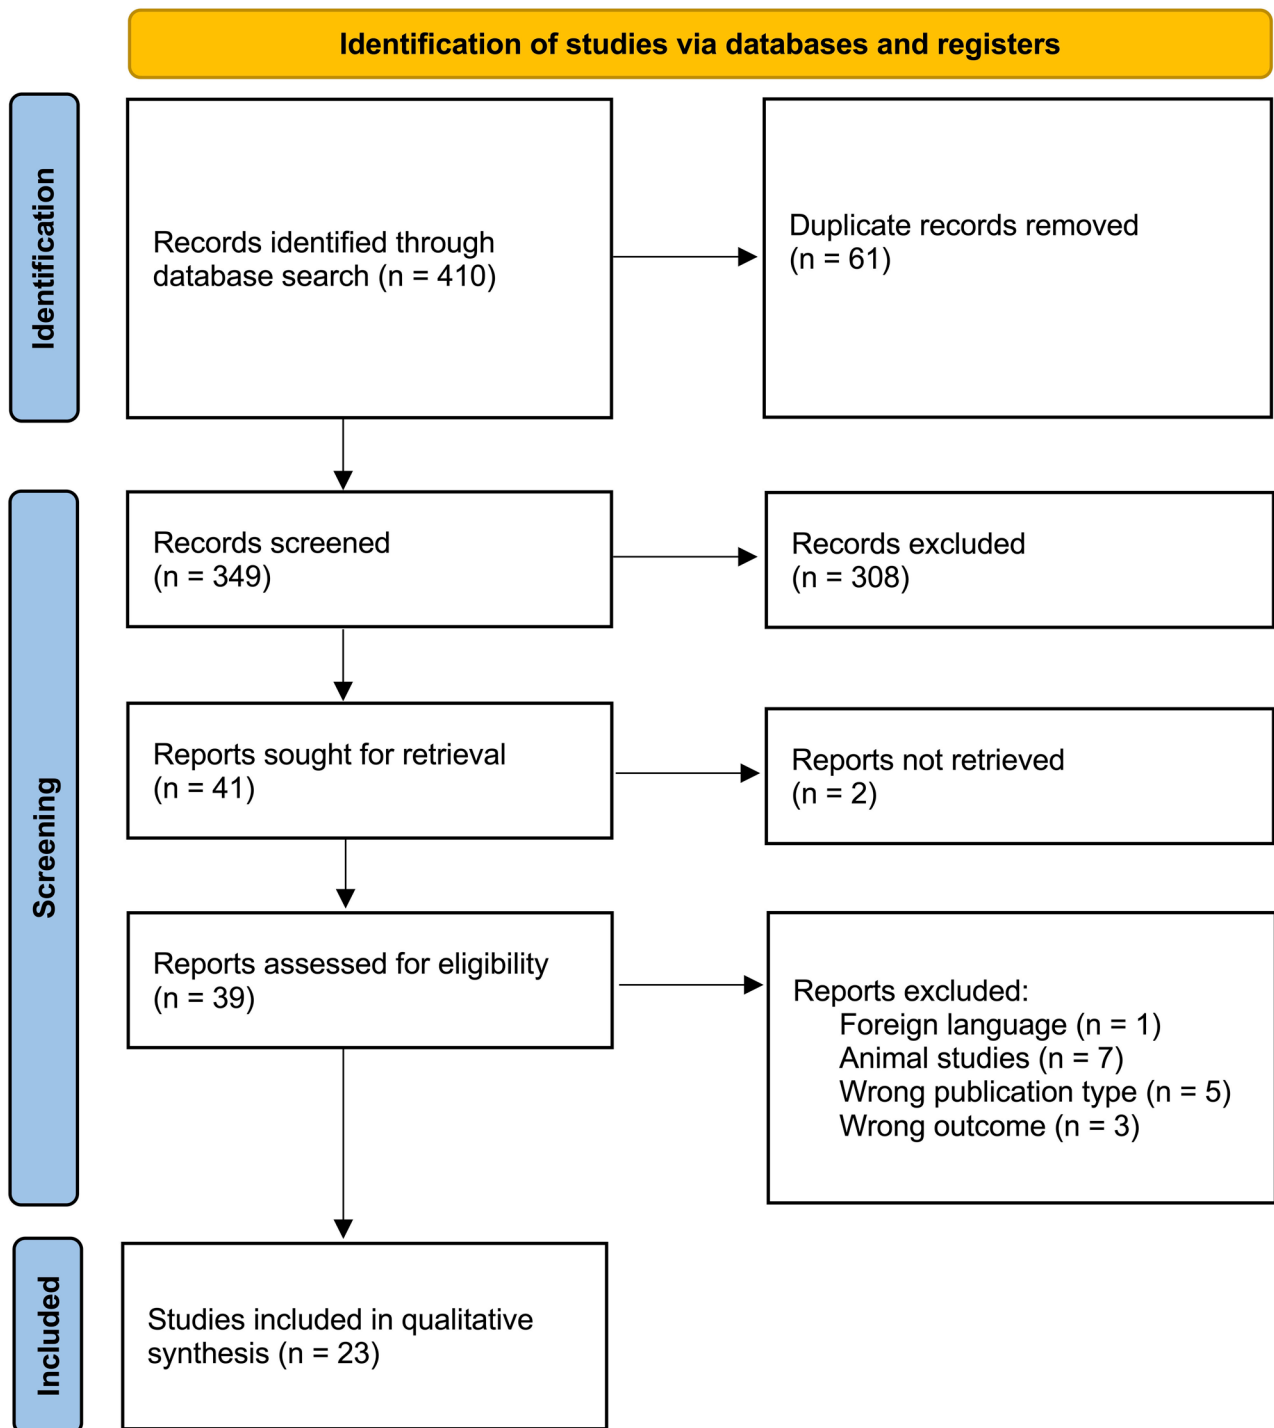 Identification of studies via databases and registers
Identification
Records identified through
database search (n = 410)
Duplicate records removed
(n = 61)
Screening
Records screened
(n = 349)
Records excluded
(n = 308)
Reports sought for retrieval
(n = 41)
Reports not retrieved
(n = 2)
Reports assessed for eligibility
(n = 39)
Reports excluded:
Foreign language (n = 1)
Animal studies (n = 7)
Wrong publication type (n = 5)
Wrong outcome (n = 3)
Included
Studies included in qualitative
synthesis (n = 23)